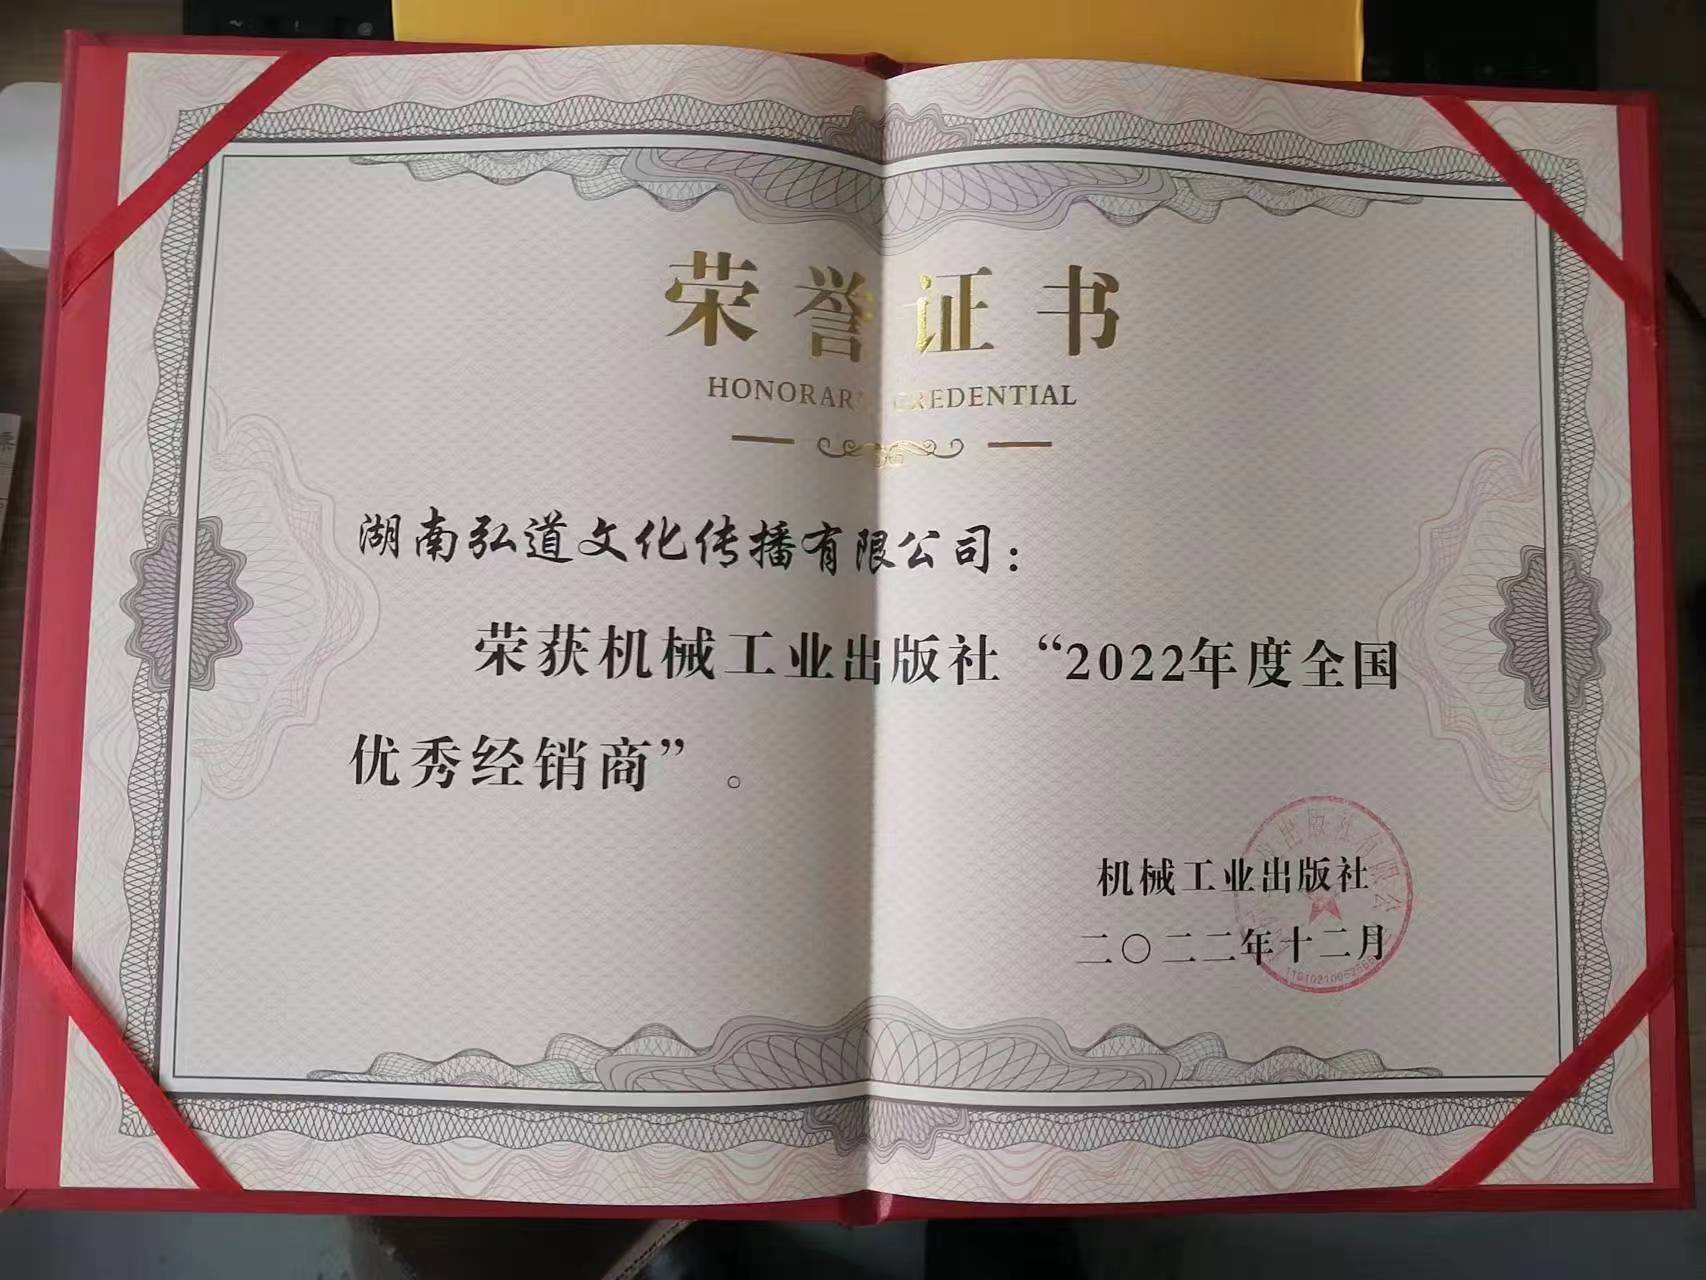 荣誉证书
HONORARY CREDENTIAL
湖南弘道文化传播有限公司：
荣获机械工业出版社“2022年度全国
优秀经销商”。
机械工业出版社
二〇二二年十二月